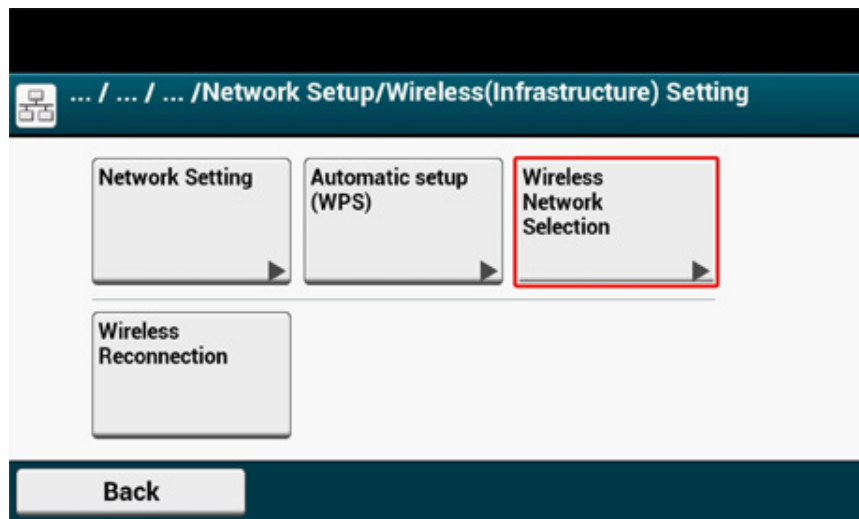 ... / ... / ... /Network Setup/Wireless(Infrastructure) Setting
Network Setting
Automatic setup
(WPS)
Wireless
Network
Selection
Wireless
Reconnection
Back